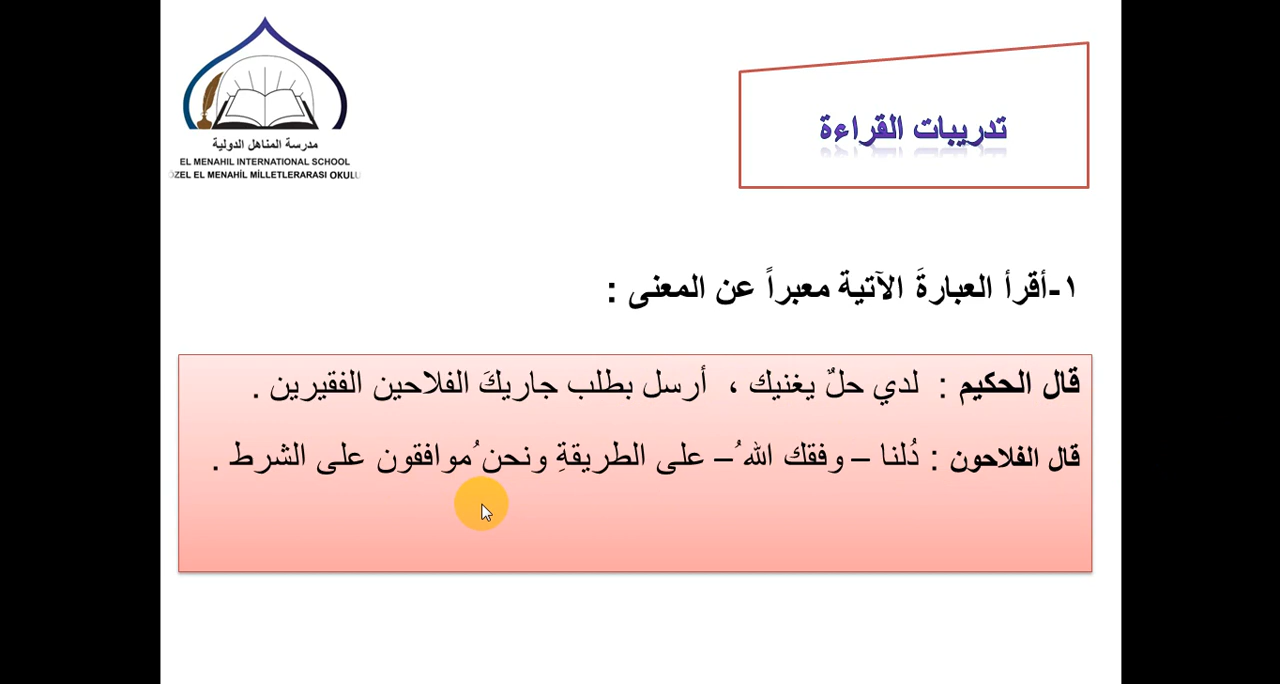 مدرسة المناهل الدولية
EL MENAHIL INTERNATIONAL SCHOOL
ÖZEL EL MENAHİL MİLLETLERARASI OKULU
تدريبات القراءة
١-أقرأ العبارةَ الآتية معبراً عن المعنى :
قال الحكيم : لدي حلٌ يغنيك ، أرسل بطلب جاريكَ الفلاحين الفقيرين .
قال الفلاحون : دُلنا – وفقك اللهُ – على الطريقةِ ونحنُ موافقون على الشرط .